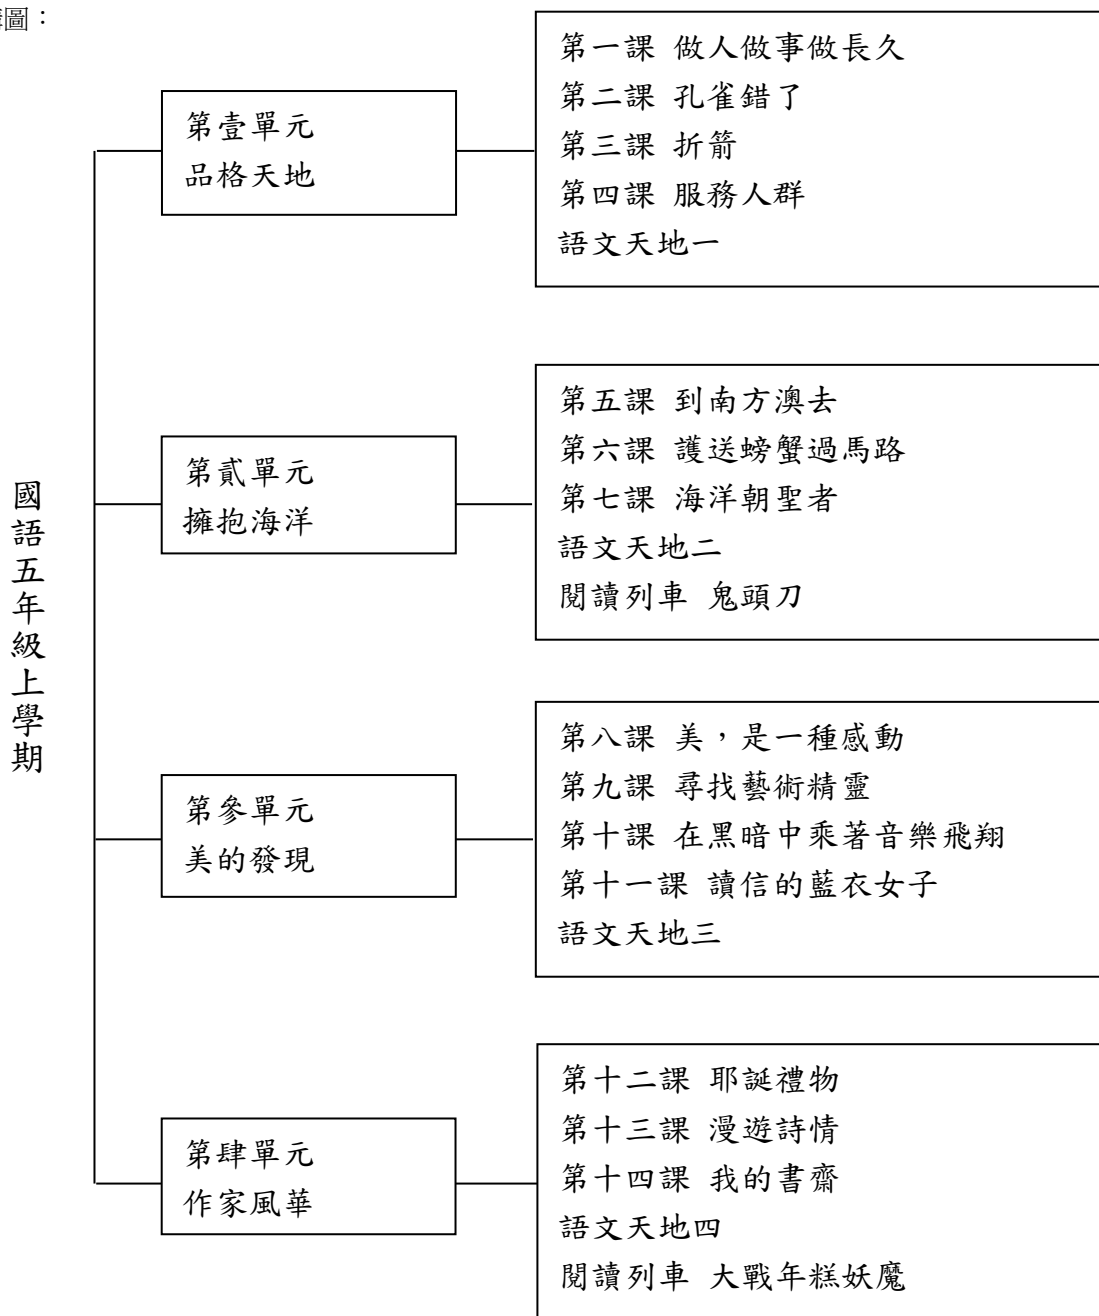 構圖：
國語五年級上學期
第壹單元
品格天地
第一課 做人做事做長久
第二課 孔雀錯了
第三課 折箭
第四課 服務人群
語文天地一
第貳單元
擁抱海洋
第五課 到南方澳去
第六課 護送螃蟹過馬路
第七課 海洋朝聖者
語文天地二
閱讀列車 鬼頭刀
第參單元
美的發現
第八課 美，是一種感動
第九課 尋找藝術精靈
第十課 在黑暗中乘著音樂飛翔
第十一課 讀信的藍衣女子
語文天地三
第肆單元
作家風華
第十二課 耶誕禮物
第十三課 漫遊詩情
第十四課 我的書齋
語文天地四
閱讀列車 大戰年糕妖魔